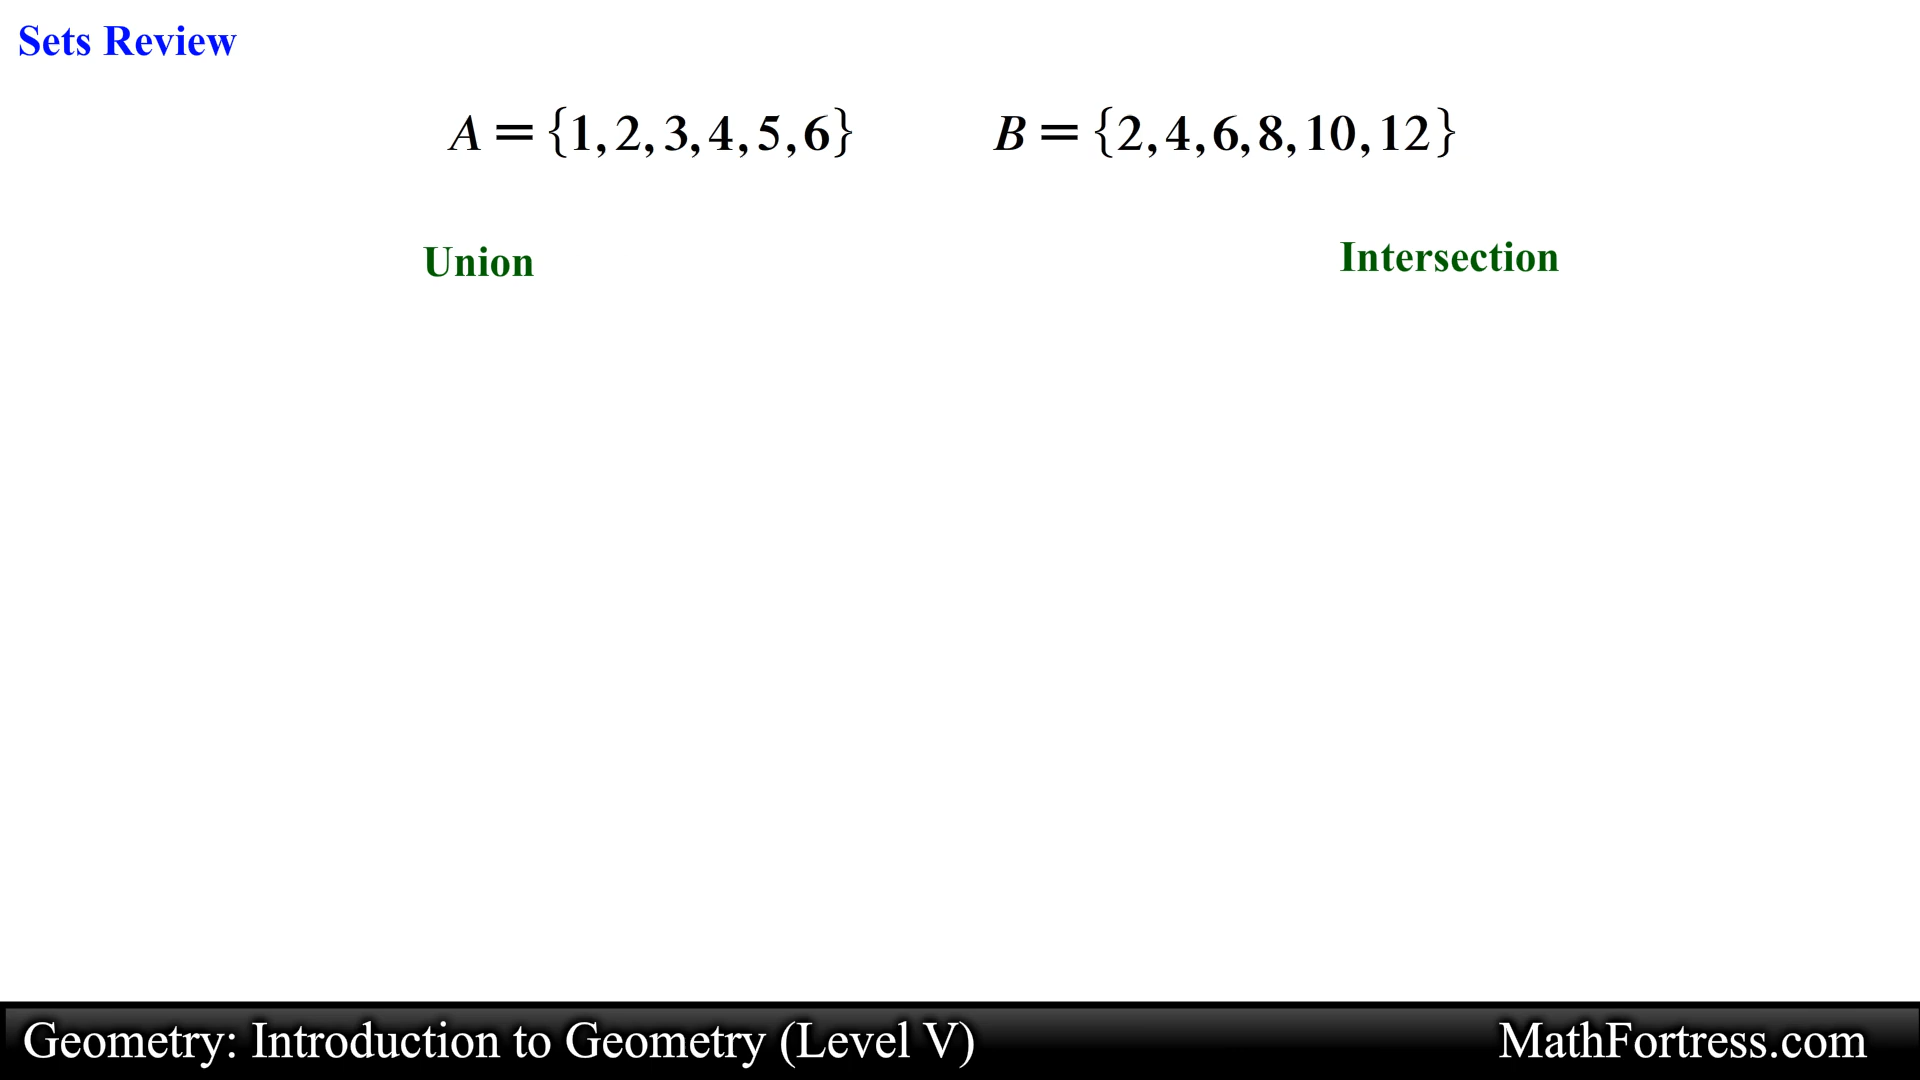 Sets Review
A = {1, 2, 3, 4, 5, 6} B = {2, 4, 6, 8, 10, 12}
Union Intersection
Geometry: Introduction to Geometry (Level V) MathFortress.com